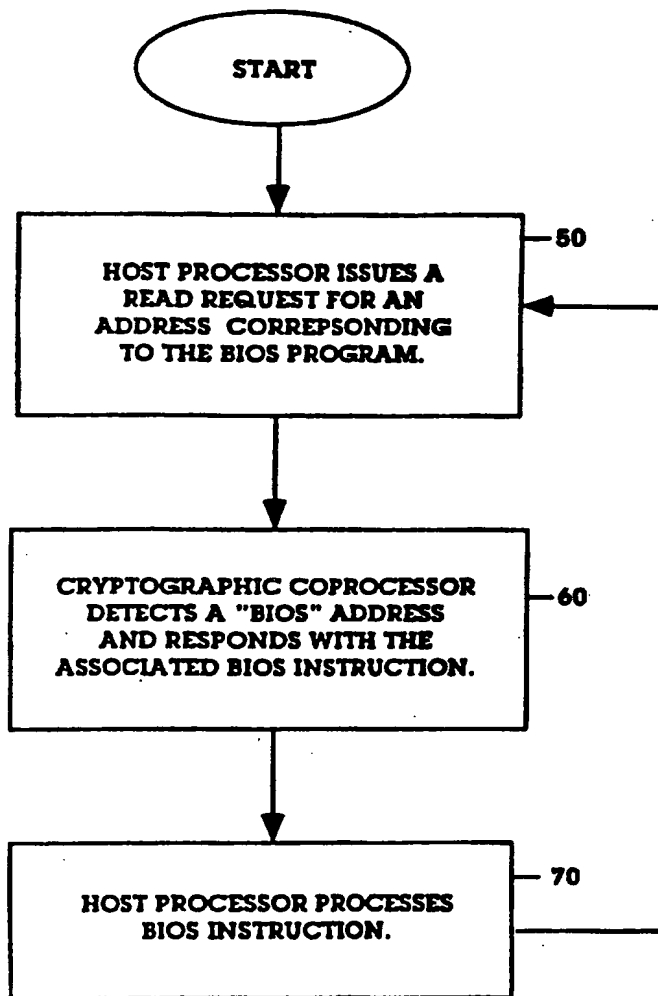 START
50
HOST PROCESSOR ISSUES A
READ REQUEST FOR AN
ADDRESS CORREPSONDING
TO THE BIOS PROGRAM.
60
CRYPTOGRAPHIC COPROCESSOR
DETECTS A "BIOS" ADDRESS
AND RESPONDS WITH THE
ASSOCIATED BIOS INSTRUCTION.
70
HOST PROCESSOR PROCESSES
BIOS INSTRUCTION.